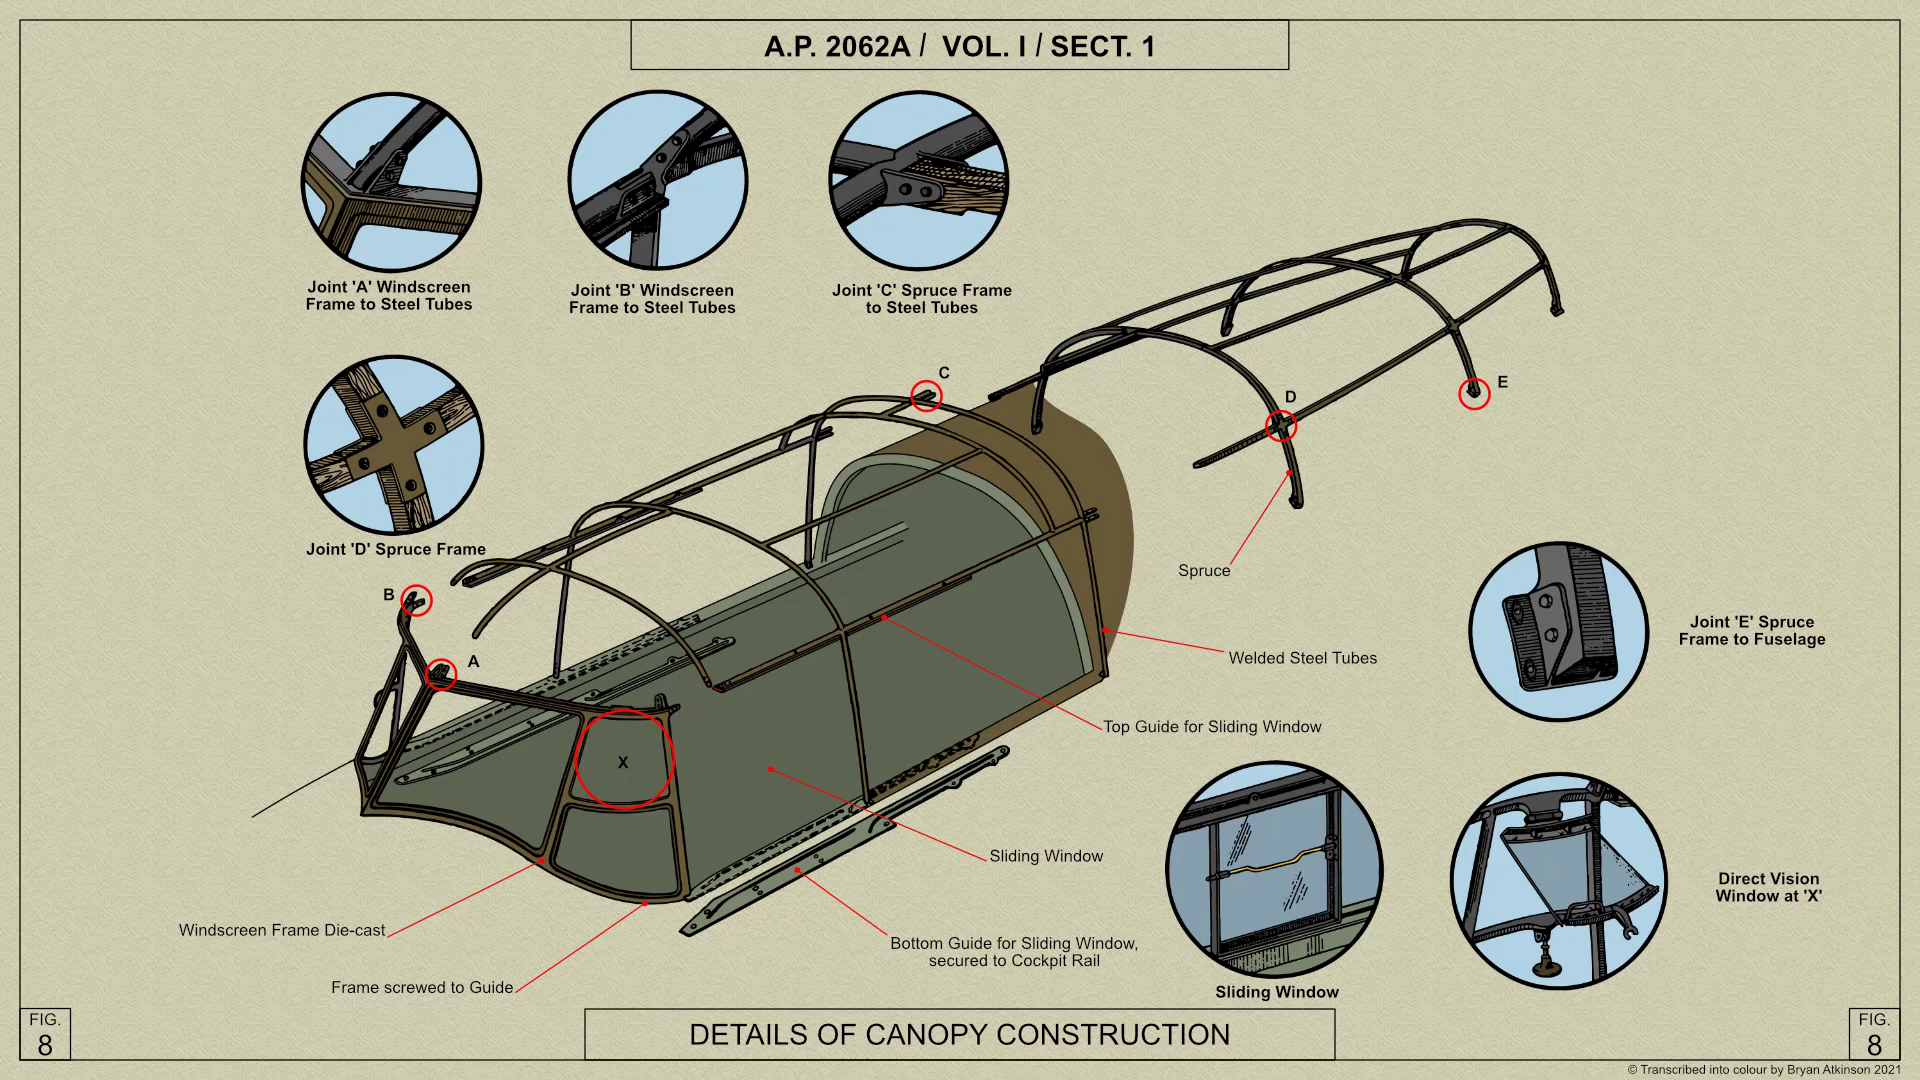 A.P. 2062A / VOL. I / SECT. 1
Joint 'A' Windscreen
Frame to Steel Tubes
Joint 'B' Windscreen
Frame to Steel Tubes
Joint 'C' Spruce Frame
to Steel Tubes
Joint 'D' Spruce Frame
C
D
E
B
A
X
Spruce
Welded Steel Tubes
Top Guide for Sliding Window
Sliding Window
Bottom Guide for Sliding Window,
secured to Cockpit Rail
Windscreen Frame Die-cast
Frame screwed to Guide
Joint 'E' Spruce
Frame to Fuselage
Sliding Window
Direct Vision
Window at 'X'
FIG.
8
DETAILS OF CANOPY CONSTRUCTION
FIG.
8
© Transcribed into colour by Bryan Atkinson 2021